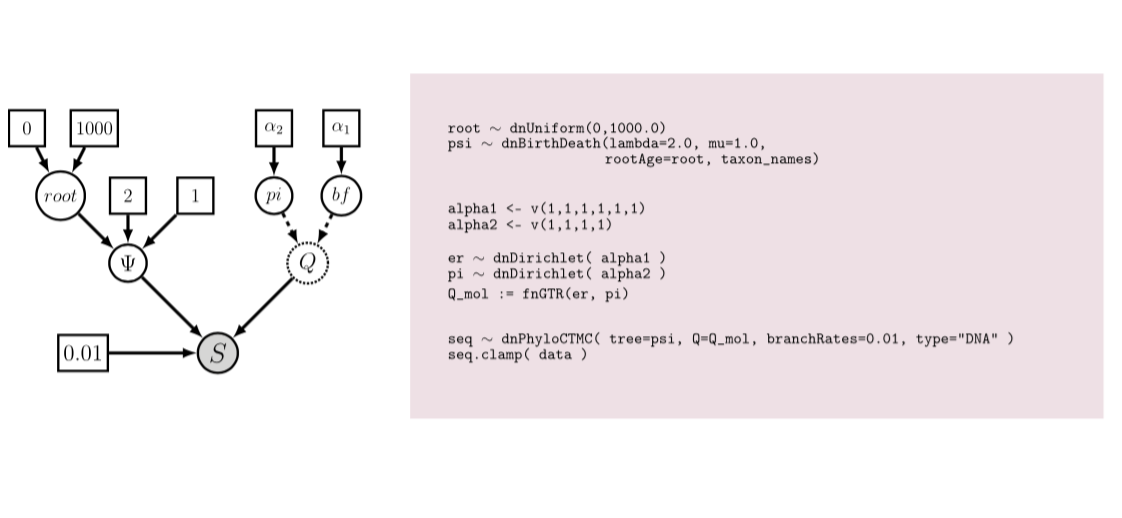 0
1000
α₂
α₁
root
2
1
pi
bf
Ψ
Q
0.01
S
root ∼ dnUniform(0,1000.0)
psi ∼ dnBirthDeath(lambda=2.0, mu=1.0,
rootAge=root, taxon_names)
alpha1 <- v(1,1,1,1,1,1)
alpha2 <- v(1,1,1,1)
er ∼ dnDirichlet( alpha1 )
pi ∼ dnDirichlet( alpha2 )
Q_mol := fnGTR(er, pi)
seq ∼ dnPhyloCTMC( tree=psi, Q=Q_mol, branchRates=0.01, type="DNA" )
seq.clamp( data )